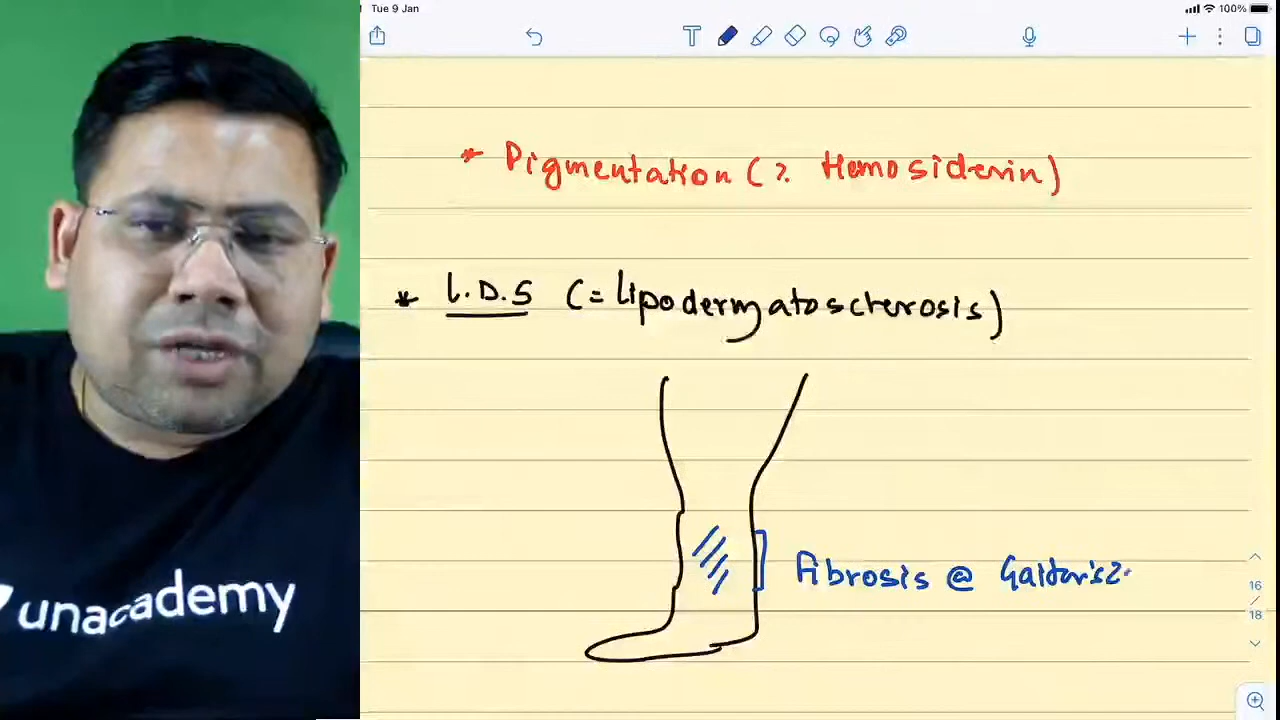 Tue 9 Jan
100%
* Pigmentation ( Hemosiderin)
* L.D.S (= Lipodermatosclerosis)
Fibrosis @ Gaiter's
unacademy
16
/
18